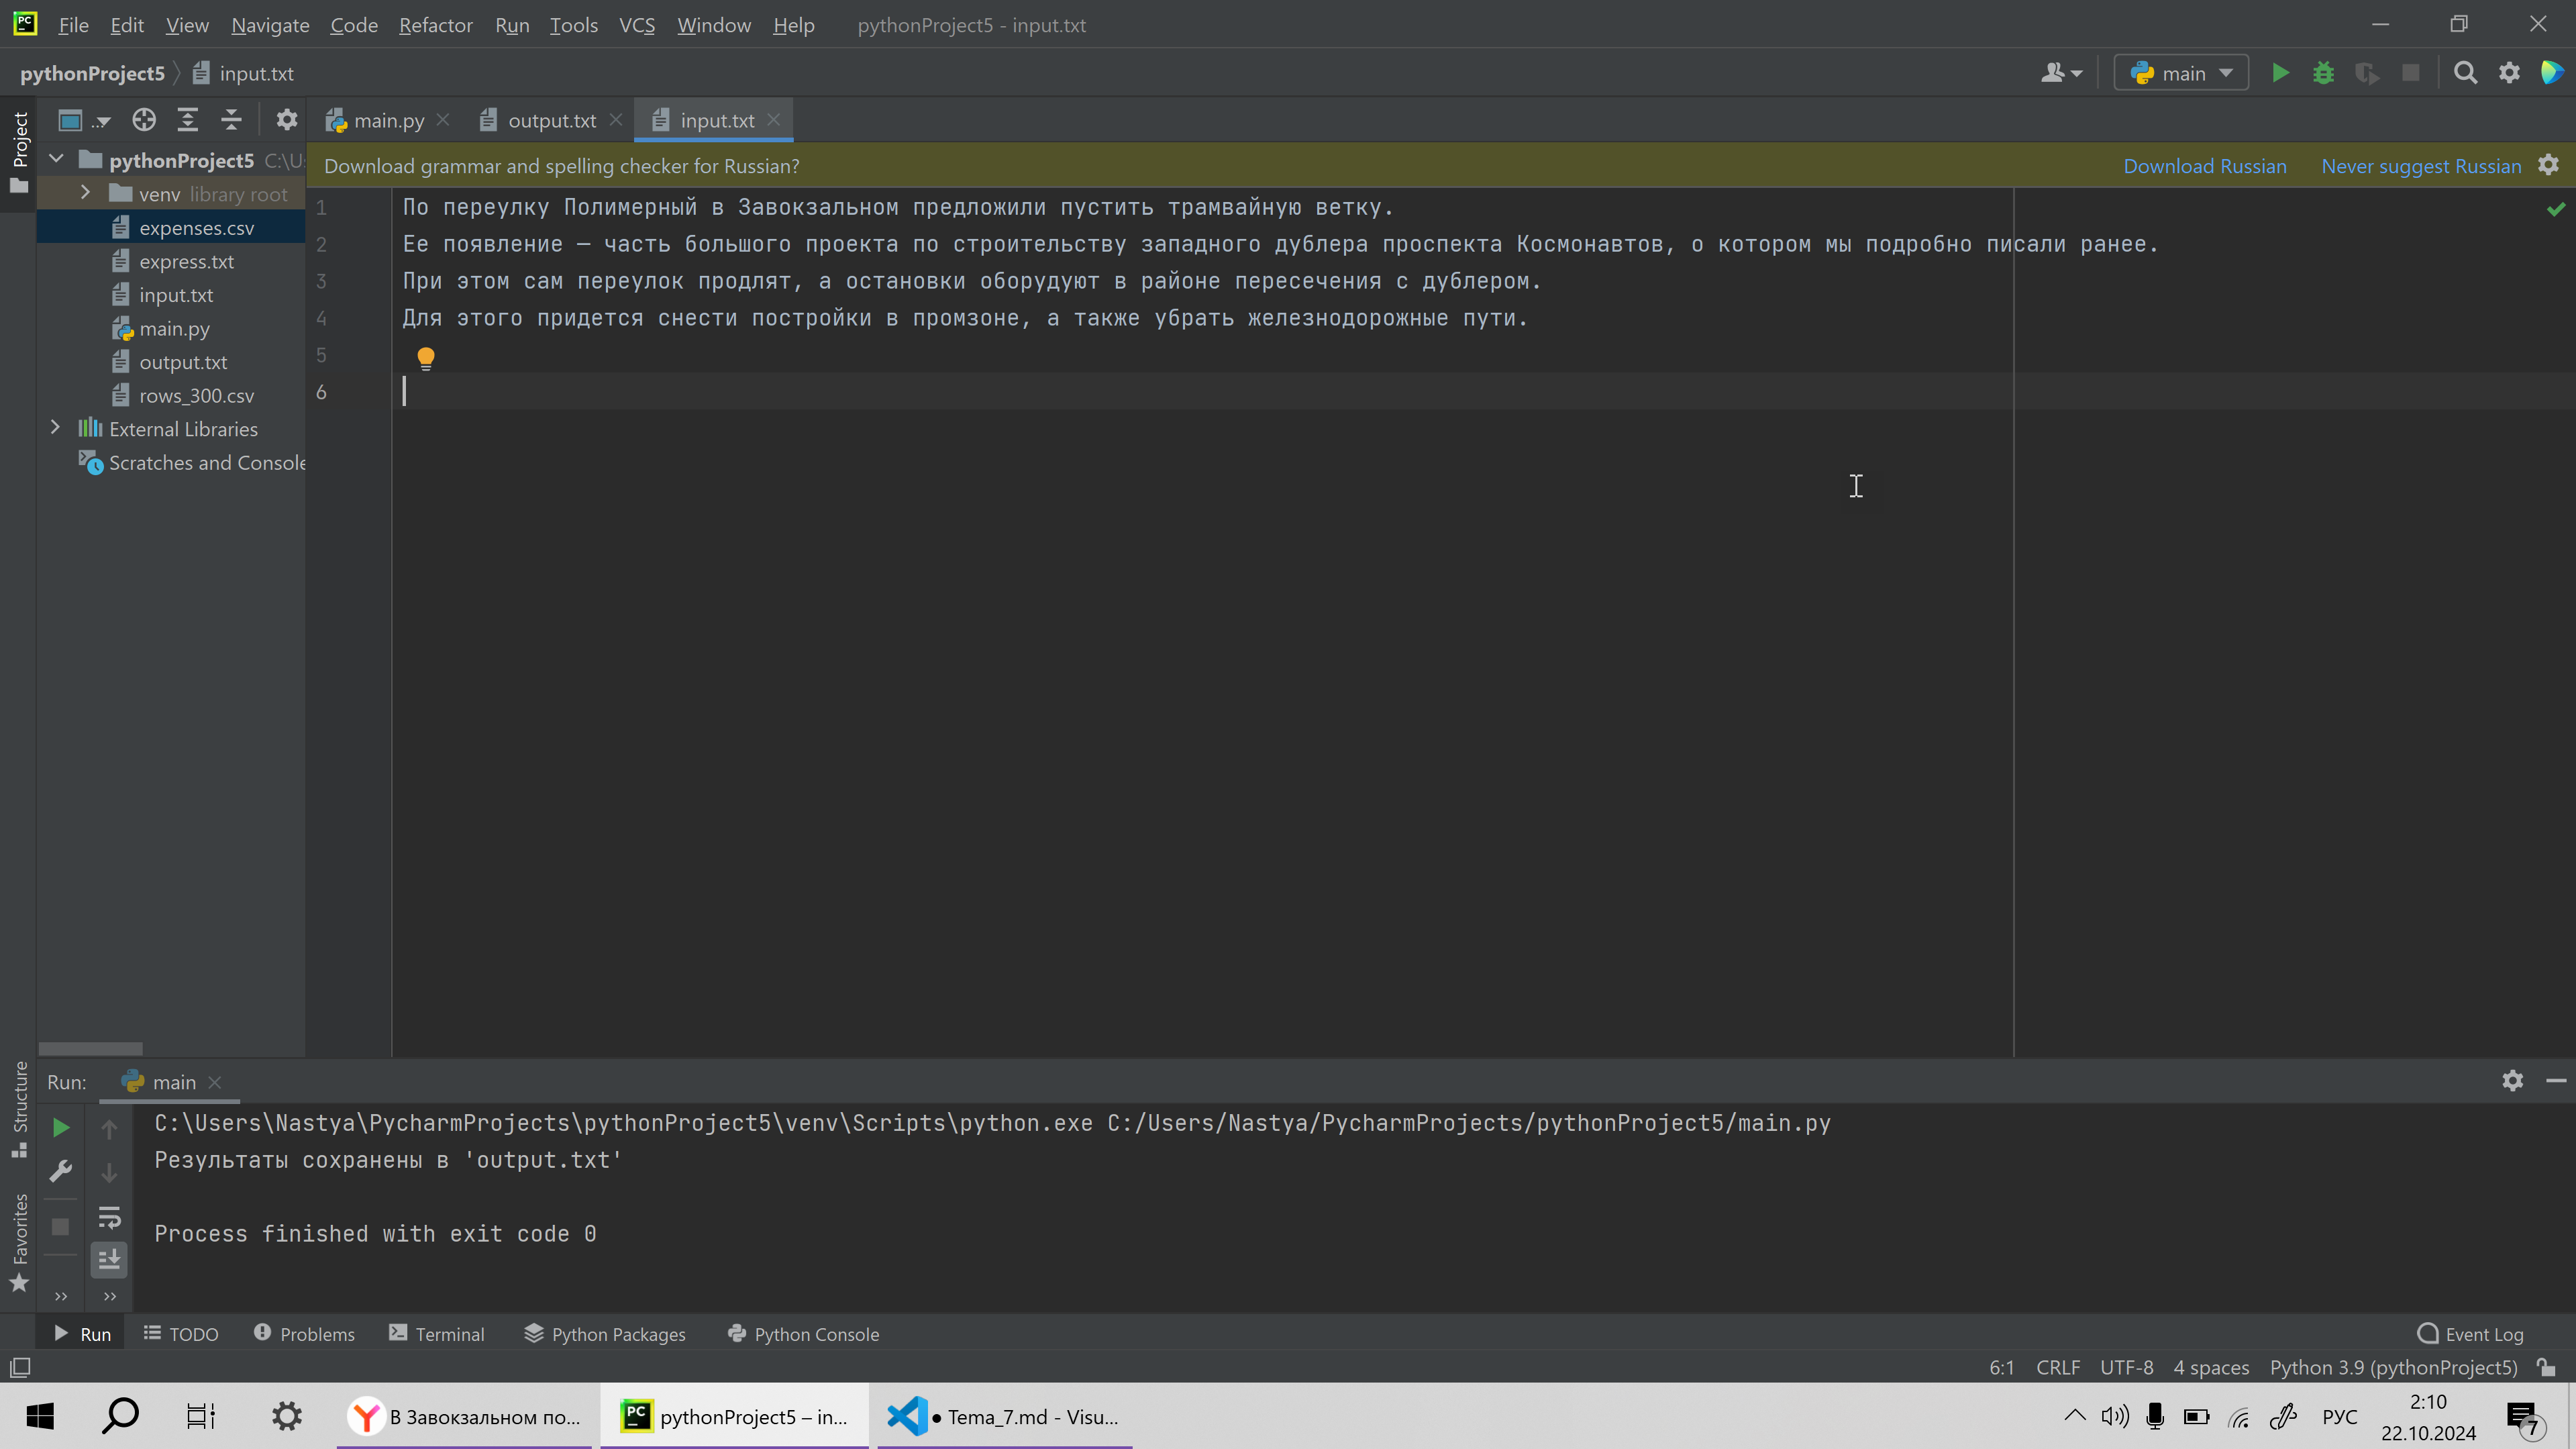 File Edit View Navigate Code Refactor Run Tools VCS Window Help pythonProject5 - input.txt
pythonProject5 input.txt main
Project
main.py output.txt input.txt
pythonProject5 C:\U
venv library root
expenses.csv
express.txt
input.txt
main.py
output.txt
rows_300.csv
External Libraries
Scratches and Console
Download grammar and spelling checker for Russian? Download Russian Never suggest Russian
1 По переулку Полимерный в Завокзальном предложили пустить трамвайную ветку.
2 Ее появление — часть большого проекта по строительству западного дублера проспекта Космонавтов, о котором мы подробно писали ранее.
3 При этом сам переулок продлят, а остановки оборудуют в районе пересечения с дублером.
4 Для этого придется снести постройки в промзоне, а также убрать железнодорожные пути.
5
6
Structure
Favorites
Run: main
C:\Users\Nastya\PycharmProjects\pythonProject5\venv\Scripts\python.exe C:/Users/Nastya/PycharmProjects/pythonProject5/main.py
Результаты сохранены в 'output.txt'
Process finished with exit code 0
Run TODO Problems Terminal Python Packages Python Console Event Log
6:1 CRLF UTF-8 4 spaces Python 3.9 (pythonProject5)
В Завокзальном по... pythonProject5 – in... ● Tema_7.md - Visu... РУС 2:10
22.10.2024 7